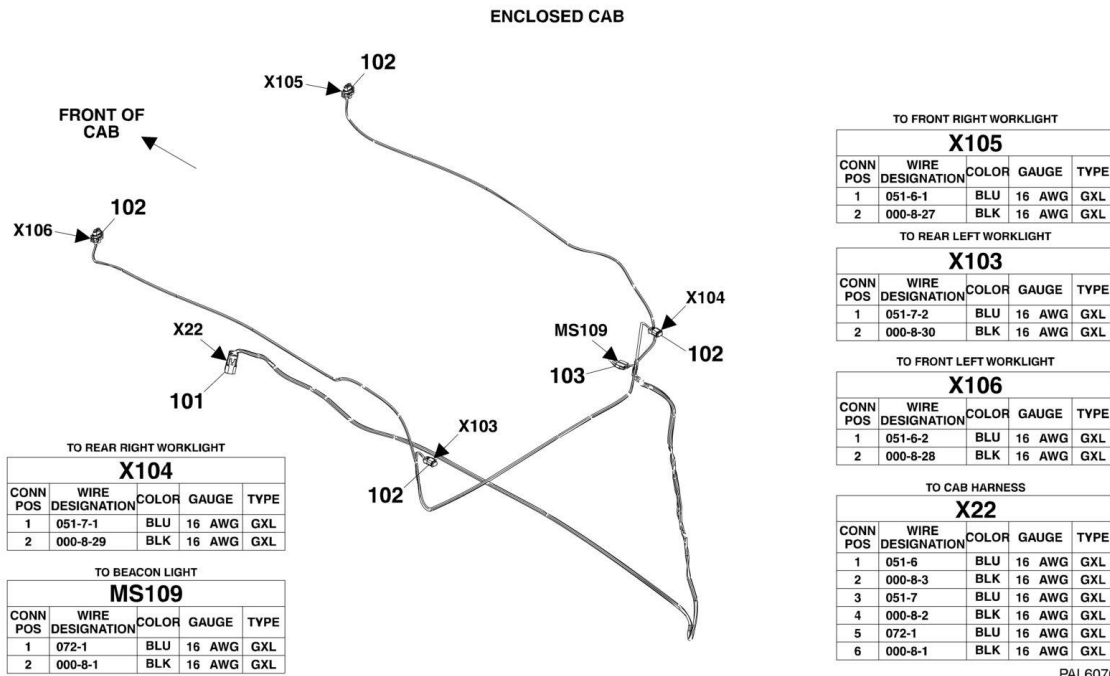 ENCLOSED CAB
X105
102
FRONT OF
CAB
X106
102
X22
101
MS109
103
X104
102
X103
102
TO REAR RIGHT WORKLIGHT
X104
CONN POS WIRE DESIGNATION COLOR GAUGE TYPE
1 051-7-1 BLU 16 AWG GXL
2 000-8-29 BLK 16 AWG GXL
TO BEACON LIGHT
MS109
CONN POS WIRE DESIGNATION COLOR GAUGE TYPE
1 072-1 BLU 16 AWG GXL
2 000-8-1 BLK 16 AWG GXL
TO FRONT RIGHT WORKLIGHT
X105
CONN POS WIRE DESIGNATION COLOR GAUGE TYPE
1 051-6-1 BLU 16 AWG GXL
2 000-8-27 BLK 16 AWG GXL
TO REAR LEFT WORKLIGHT
X103
CONN POS WIRE DESIGNATION COLOR GAUGE TYPE
1 051-7-2 BLU 16 AWG GXL
2 000-8-30 BLK 16 AWG GXL
TO FRONT LEFT WORKLIGHT
X106
CONN POS WIRE DESIGNATION COLOR GAUGE TYPE
1 051-6-2 BLU 16 AWG GXL
2 000-8-28 BLK 16 AWG GXL
TO CAB HARNESS
X22
CONN POS WIRE DESIGNATION COLOR GAUGE TYPE
1 051-6 BLU 16 AWG GXL
2 000-8-3 BLK 16 AWG GXL
3 051-7 BLU 16 AWG GXL
4 000-8-2 BLK 16 AWG GXL
5 072-1 BLU 16 AWG GXL
6 000-8-1 BLK 16 AWG GXL